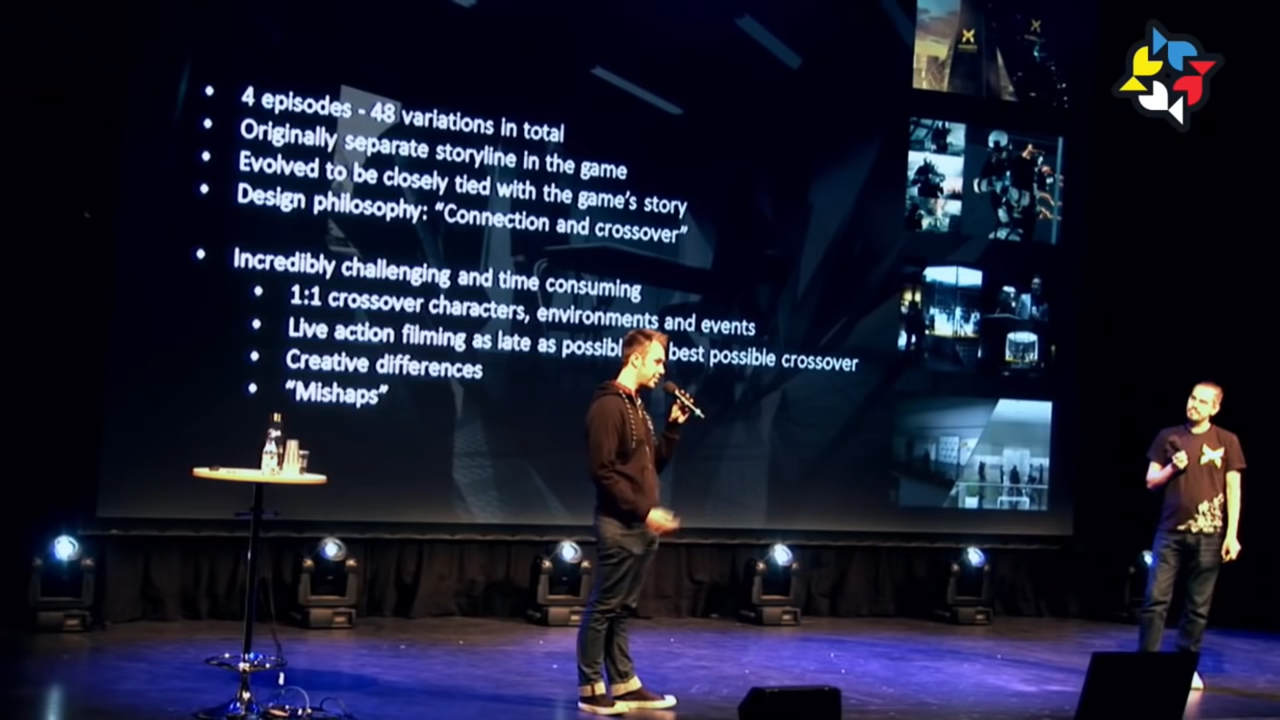 • 4 episodes - 48 variations in total
• Originally separate storyline in the game
• Evolved to be closely tied with the game's story
• Design philosophy: "Connection and crossover"
• Incredibly challenging and time consuming
• 1:1 crossover characters, environments and events
• Live action filming as late as possibl best possible crossover
• Creative differences
• "Mishaps"